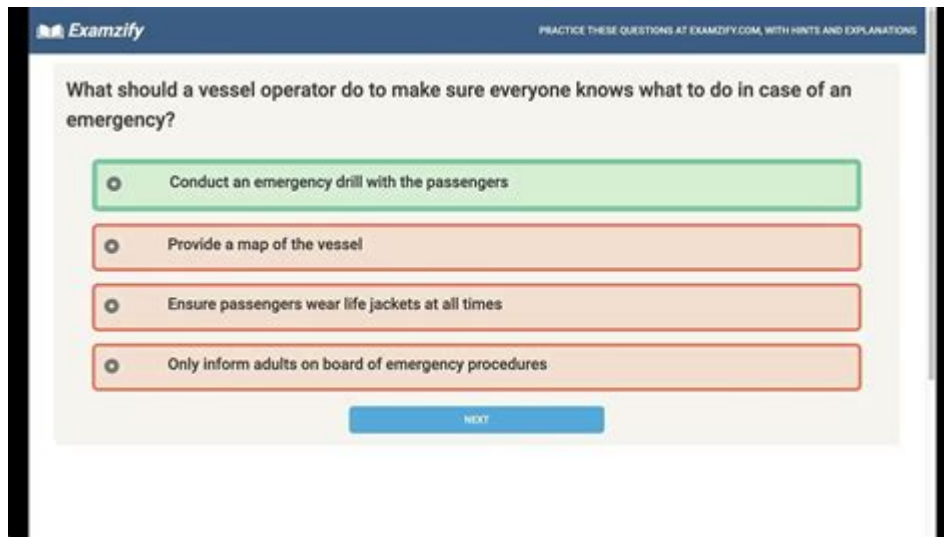 Examzify
PRACTICE THESE QUESTIONS AT EXAMZIFY.COM, WITH HINTS AND EXPLANATIONS
What should a vessel operator do to make sure everyone knows what to do in case of an
emergency?
Conduct an emergency drill with the passengers
Provide a map of the vessel
Ensure passengers wear life jackets at all times
Only inform adults on board of emergency procedures
NEXT